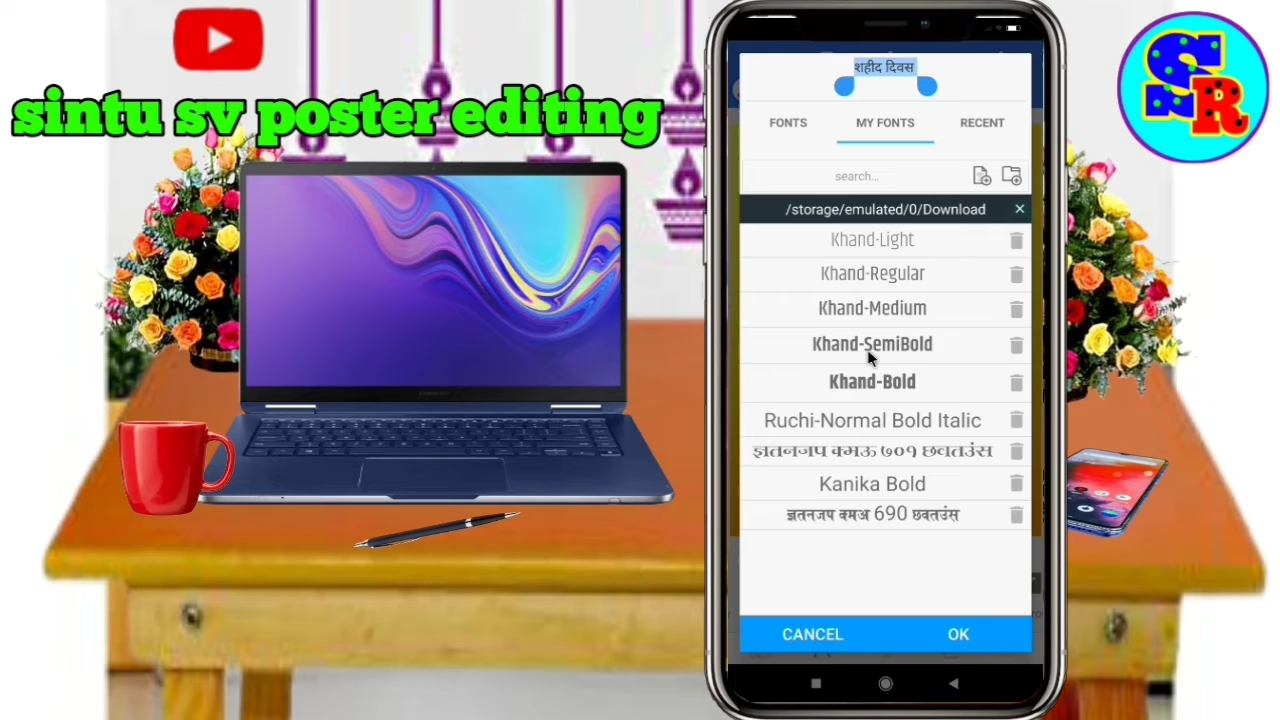 sintu sv poster editing
SNR
शहीद दिवस
FONTS MY FONTS RECENT
search...
/storage/emulated/0/Download ×
Khand-Light
Khand-Regular
Khand-Medium
Khand-SemiBold
Khand-Bold
Ruchi-Normal Bold Italic
ज्ञतनजप क्मऊ ७०१ छवतउंस
Kanika Bold
ज्ञतनजप क्मअ 690 छवतउंस
CANCEL OK